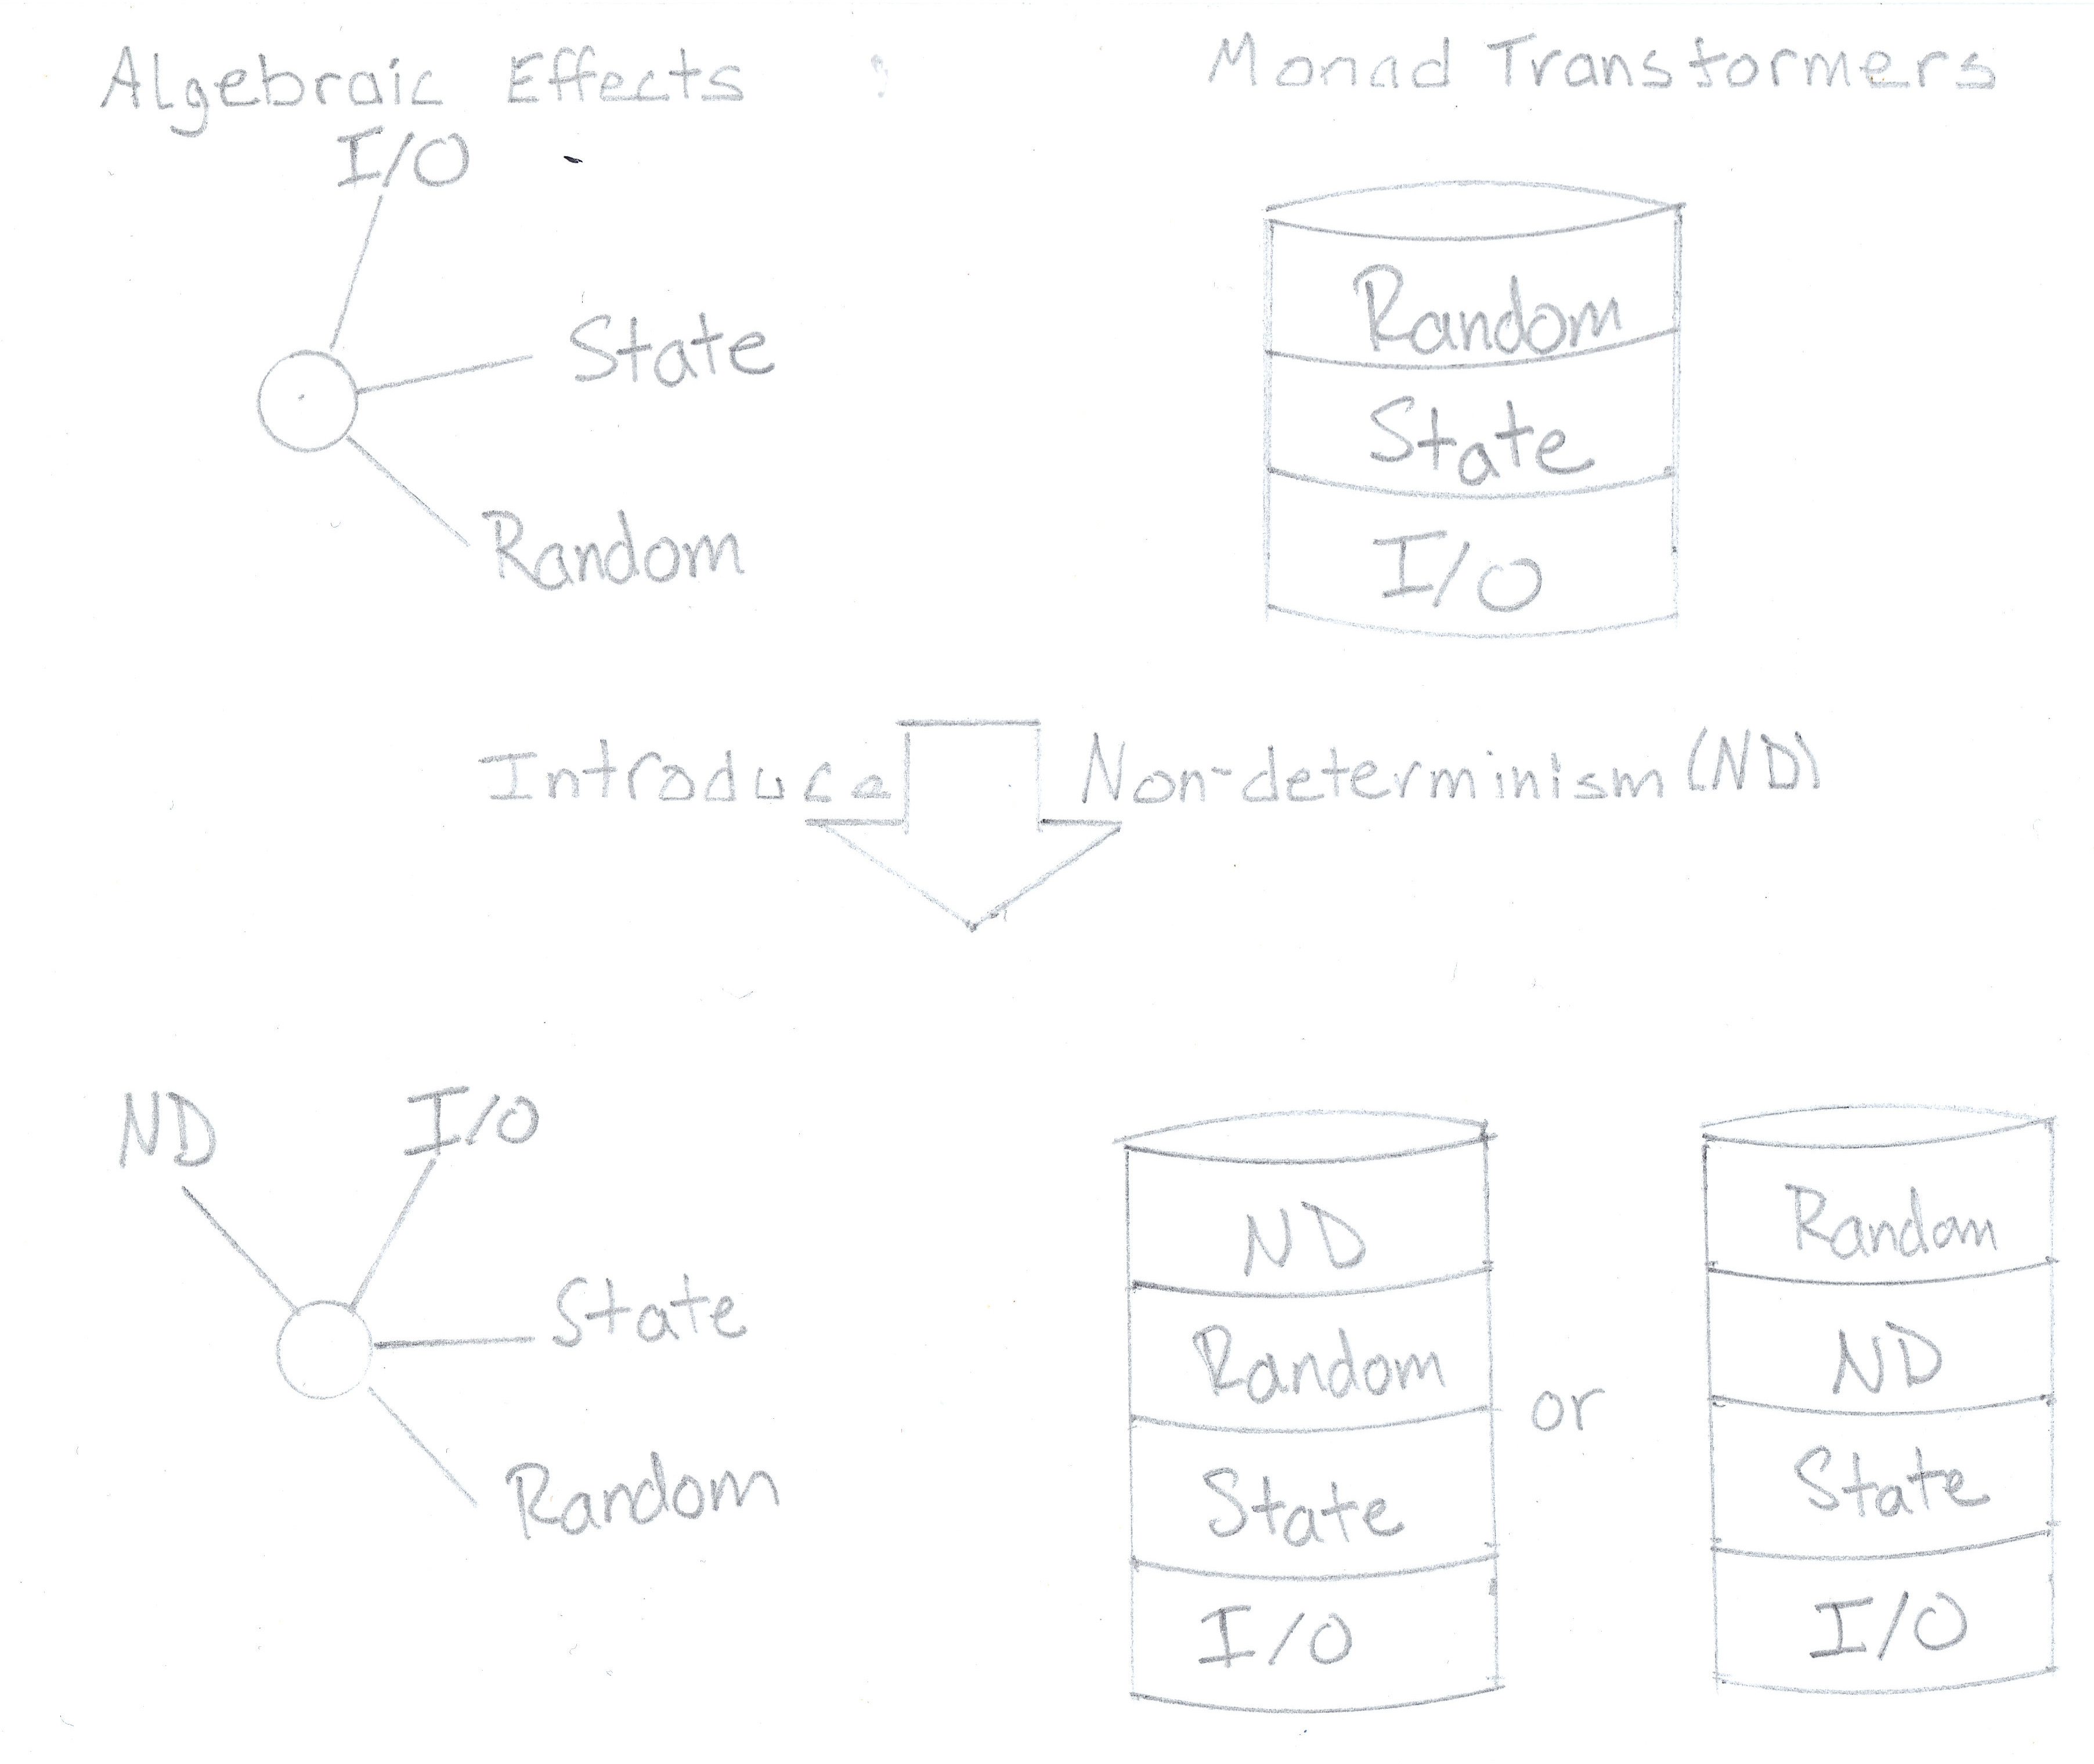 Algebraic Effects
Monad Transformers
I/O
State
Random
Random
State
I/O
Introduce
Non-determinism (ND)
ND
I/O
State
Random
ND
Random
State
I/O
or
Random
ND
State
I/O